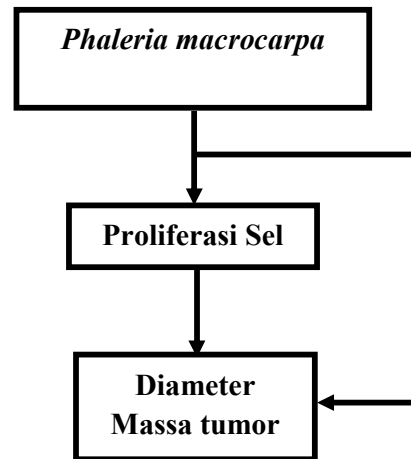 Phaleria macrocarpa
Proliferasi Sel
Diameter
Massa tumor